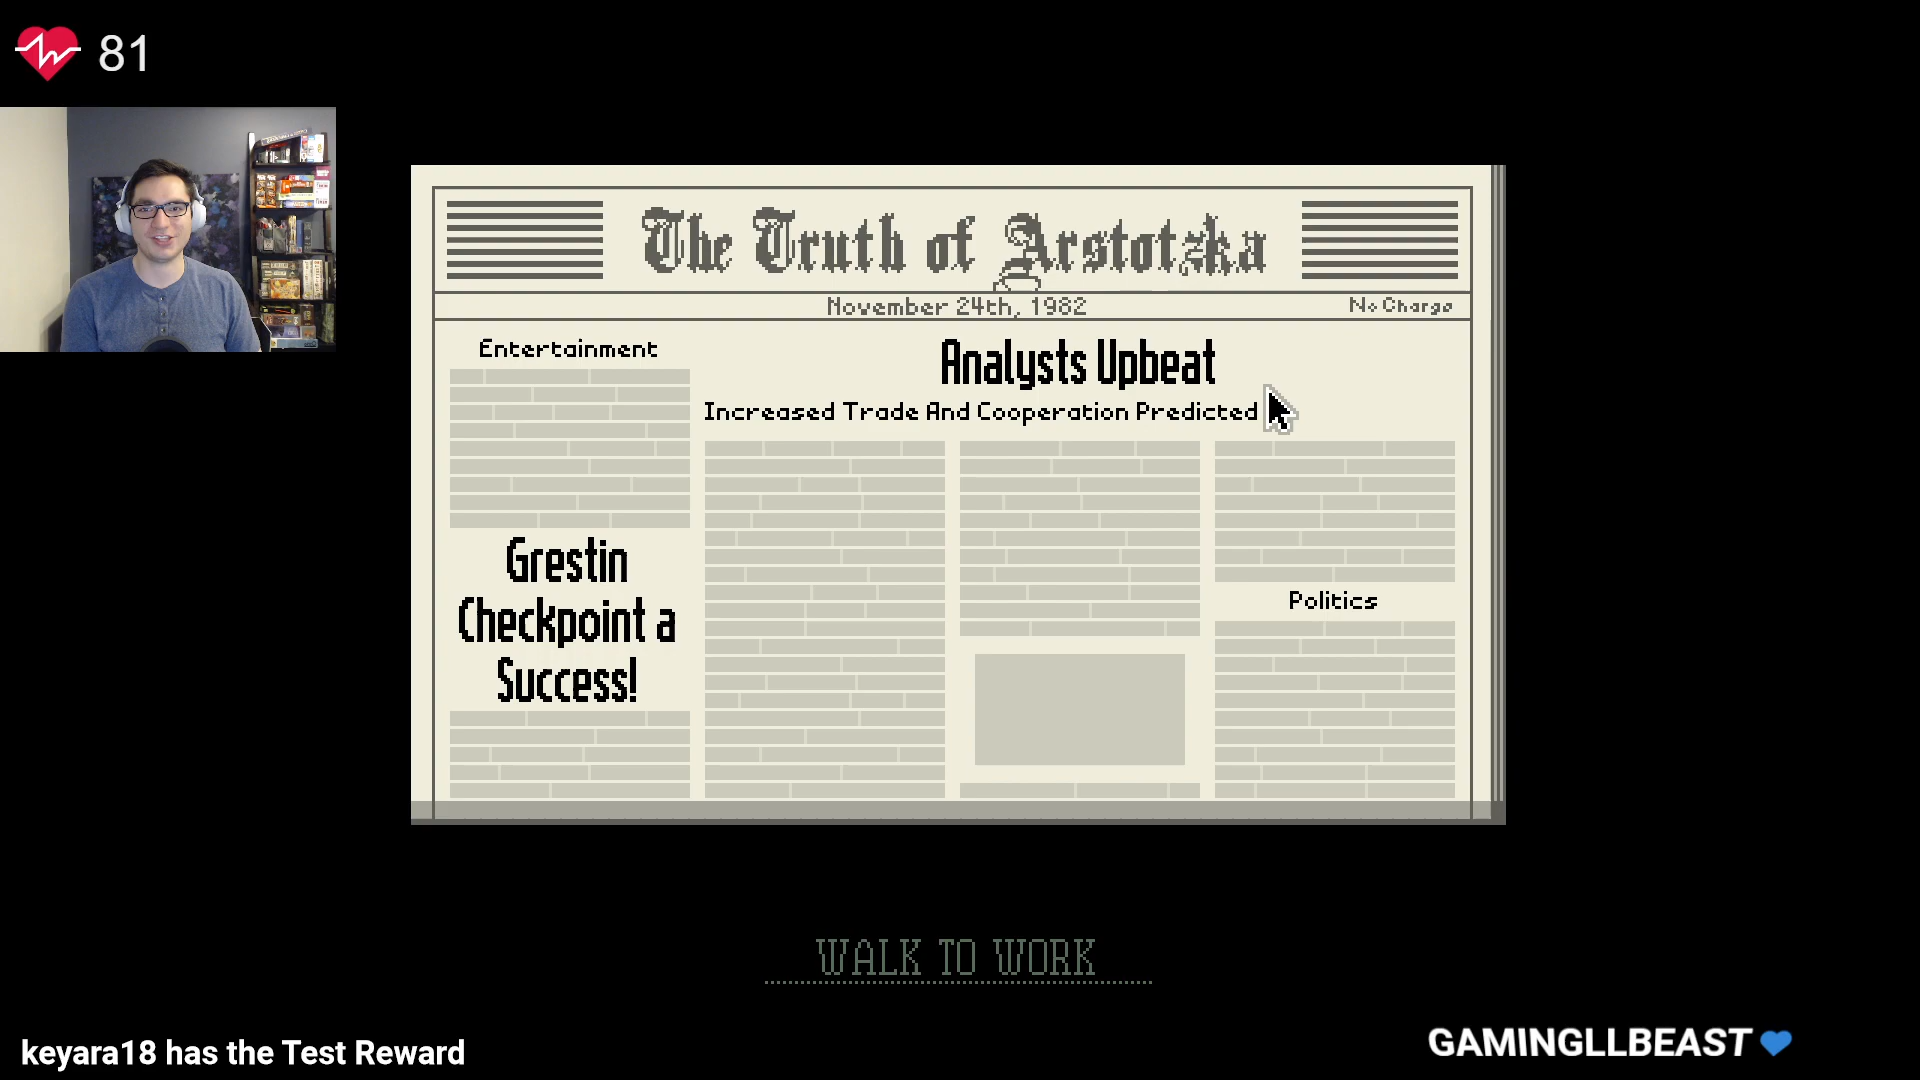 81
The Truth of Arstotzka
November 24th, 1982
No Charge
Entertainment
Analysts Upbeat
Increased Trade And Cooperation Predicted
Grestin
Checkpoint a
Success!
Politics
WALK TO WORK
keyara18 has the Test Reward
GAMINGLLBEAST